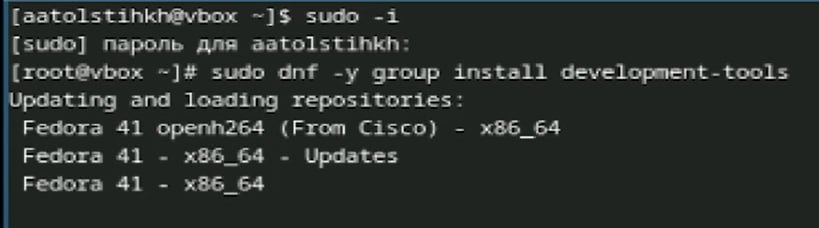 [aatolstihkh@vbox ~]$ sudo -i
[sudo] пароль для aatolstihkh:
[root@vbox ~]# sudo dnf -y group install development-tools
Updating and loading repositories:
Fedora 41 openh264 (From Cisco) - x86_64
Fedora 41 - x86_64 - Updates
Fedora 41 - x86_64